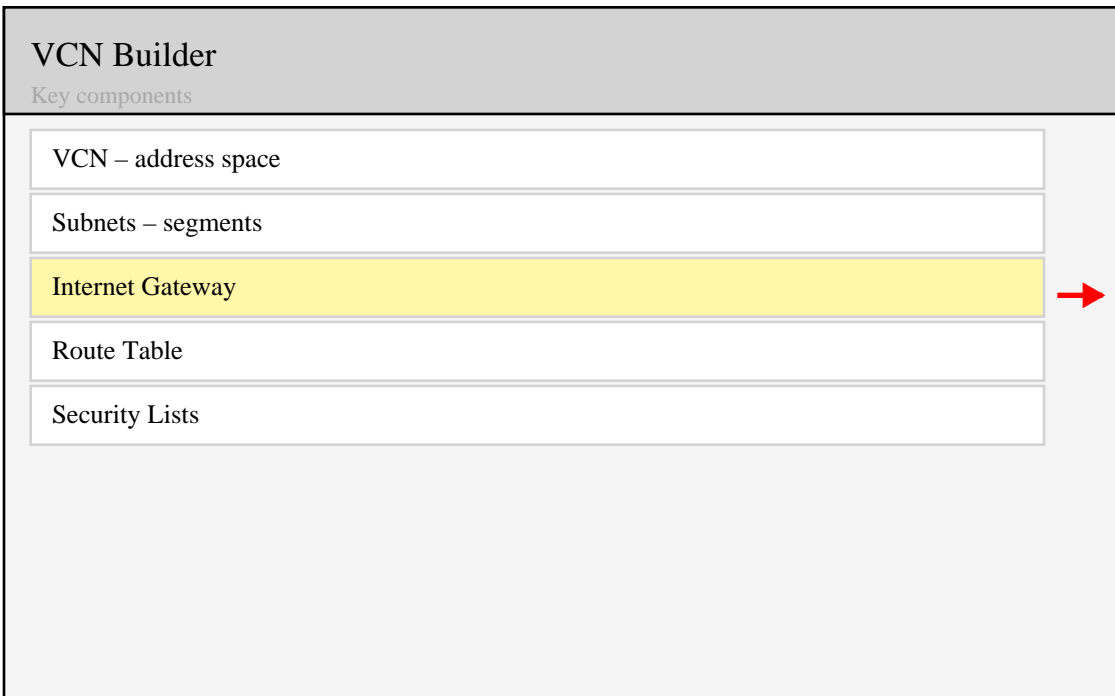 VCN Builder
Key components
VCN – address space
Subnets – segments
Internet Gateway
Route Table
Security Lists